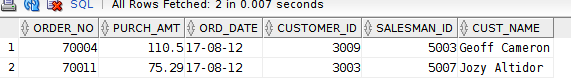 SQL | All Rows Fetched: 2 in 0.007 seconds
ORDER_NO PURCH_AMT ORD_DATE CUSTOMER_ID SALESMAN_ID CUST_NAME
1 70004 110.5 17-08-12 3009 5003 Geoff Cameron
2 70011 75.29 17-08-12 3003 5007 Jozy Altidor